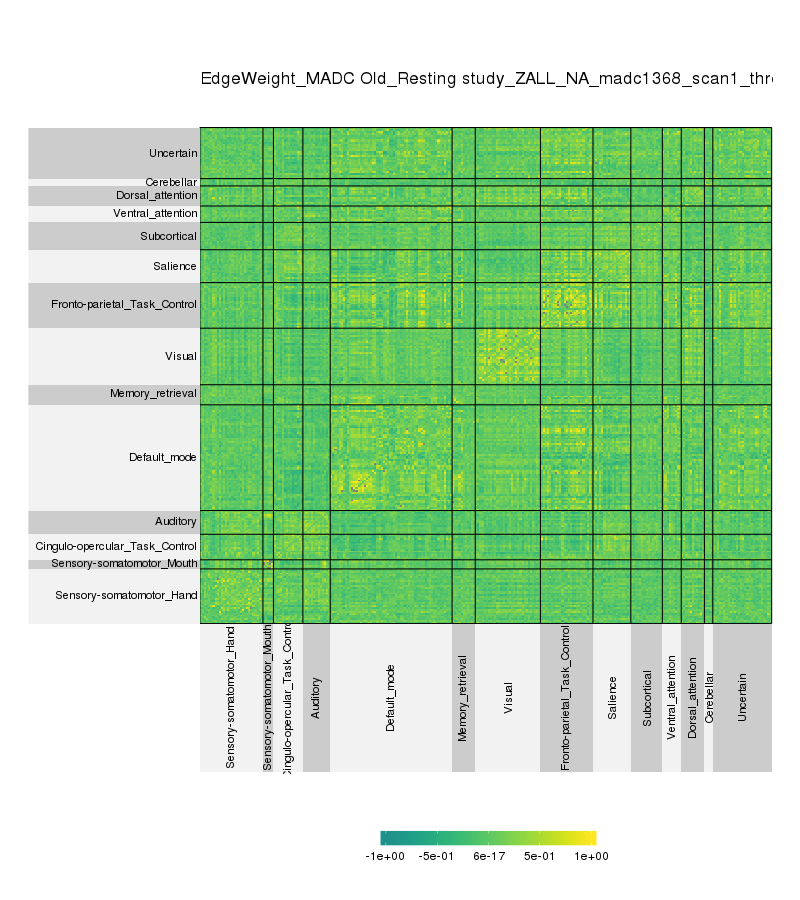 EdgeWeight_MADC Old_Resting study_ZALL_NA_madc1368_scan1_thr
Uncertain
Cerebellar
Dorsal_attention
Ventral_attention
Subcortical
Salience
Fronto-parietal_Task_Control
Visual
Memory_retrieval
Default_mode
Auditory
Cingulo-opercular_Task_Control
Sensory-somatomotor_Mouth
Sensory-somatomotor_Hand
Sensory-somatomotor_Hand
Sensory-somatomotor_Mouth
Cingulo-opercular_Task_Contro
Auditory
Default_mode
Memory_retrieval
Visual
Fronto-parietal_Task_Control
Salience
Subcortical
Ventral_attention
Dorsal_attention
Cerebellar
Uncertain
-1e+00 -5e-01 6e-17 5e-01 1e+00